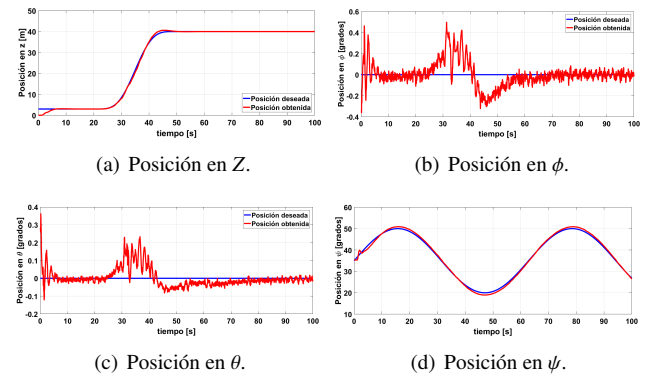 Posición en z [m]
50
40
30
20
10
0
Posición deseada
Posición obtenida
0 10 20 30 40 50 60 70 80 90 100
tiempo [s]
(a) Posición en Z.
Posición en ϕ [grados]
0.6
0.4
0.2
0
-0.2
-0.4
Posición deseada
Posición obtenida
0 10 20 30 40 50 60 70 80 90 100
tiempo [s]
(b) Posición en ϕ.
Posición en θ [grados]
0.4
0.3
0.2
0.1
0
-0.1
-0.2
Posición deseada
Posición obtenida
0 10 20 30 40 50 60 70 80 90 100
tiempo [s]
(c) Posición en θ.
Posición en ψ [grados]
60
50
40
30
20
10
0 20 40 60 80 100
tiempo [s]
(d) Posición en ψ.